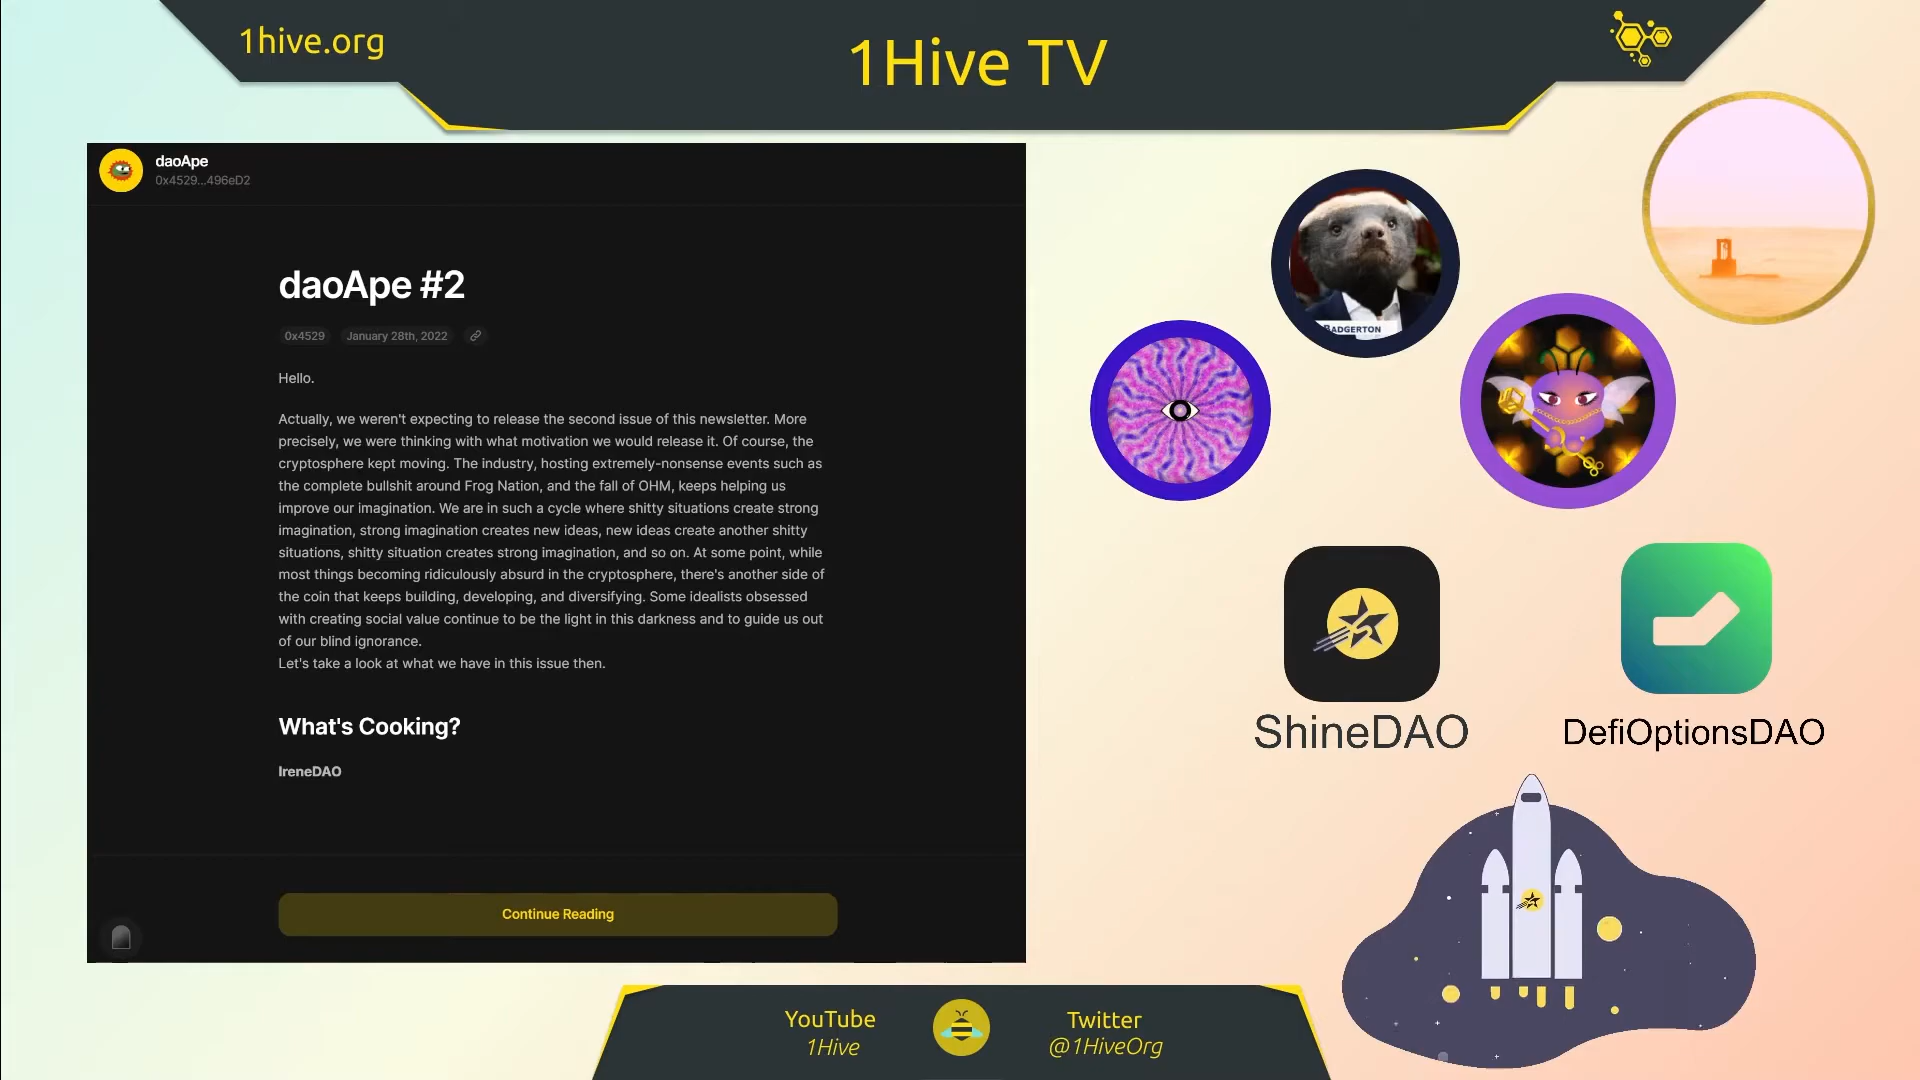 1hive.org
1Hive TV
daoApe
0x4529...496eD2
daoApe #2
0x4529 January 28th, 2022
Hello.
Actually, we weren't expecting to release the second issue of this newsletter. More
precisely, we were thinking with what motivation we would release it. Of course, the
cryptosphere kept moving. The industry, hosting extremely-nonsense events such as
the complete bullshit around Frog Nation, and the fall of OHM, keeps helping us
improve our imagination. We are in such a cycle where shitty situations create strong
imagination, strong imagination creates new ideas, new ideas create another shitty
situations, shitty situation creates strong imagination, and so on. At some point, while
most things becoming ridiculously absurd in the cryptosphere, there's another side of
the coin that keeps building, developing, and diversifying. Some idealists obsessed
with creating social value continue to be the light in this darkness and to guide us out
of our blind ignorance.
Let's take a look at what we have in this issue then.
What's Cooking?
IreneDAO
Continue Reading
BADGERTON
ShineDAO
DefiOptionsDAO
YouTube
1Hive
Twitter
@1HiveOrg